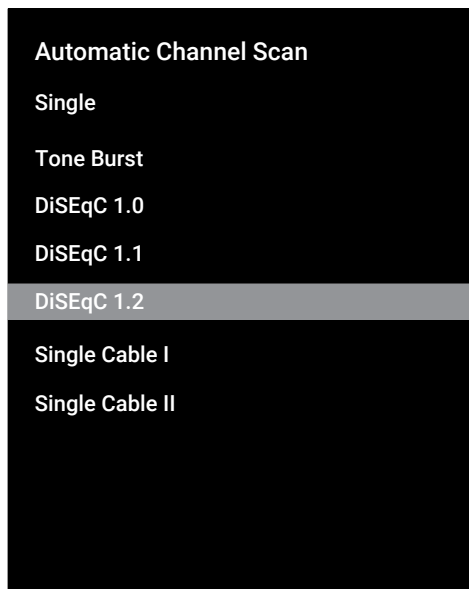 Automatic Channel Scan
Single
Tone Burst
DiSEqC 1.0
DiSEqC 1.1
DiSEqC 1.2
Single Cable I
Single Cable II